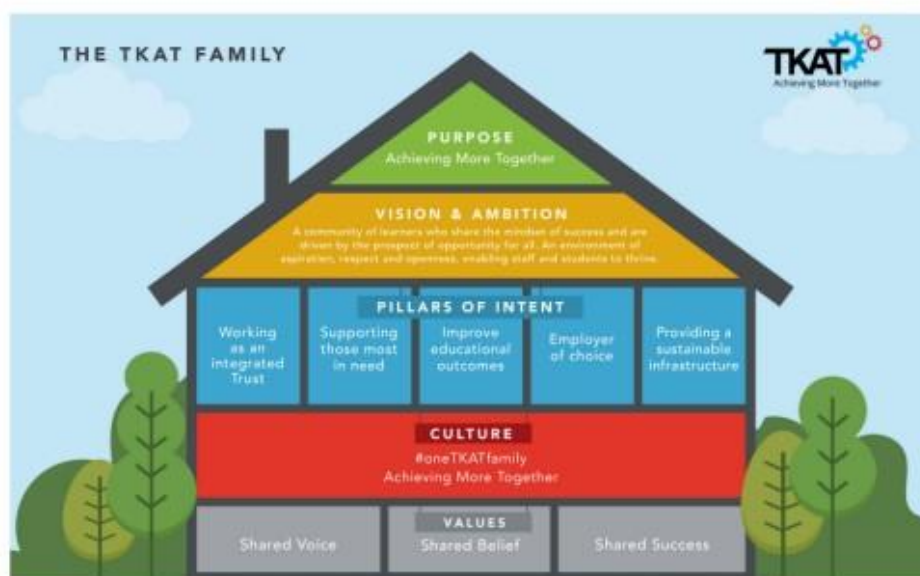 THE TKAT FAMILY
TKAT
Achieving More Together
PURPOSE
Achieving More Together
VISION & AMBITION
A community of learners who share the mindset of success and are
driven by the prospect of opportunity for all. An environment of
aspiration, respect and openness, enabling staff and students to thrive.
PILLARS OF INTENT
Working
as an
integrated
Trust
Supporting
those most
in need
Improve
educational
outcomes
Employer
of choice
Providing a
sustainable
infrastructure
CULTURE
#oneTKATfamily
Achieving More Together
VALUES
Shared Voice
Shared Belief
Shared Success